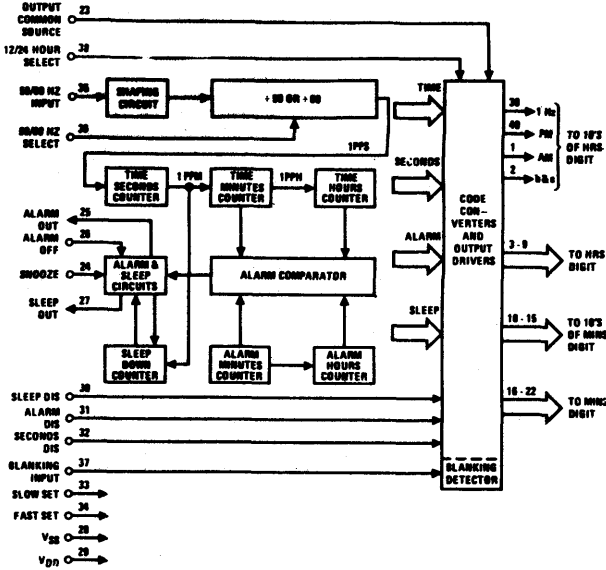 OUTPUT
COMMON
SOURCE
23
12/24 HOUR
SELECT
38
50/60 HZ
INPUT
35
SHAPING
CIRCUIT
÷ 50 OR ÷ 60
50/60 HZ
SELECT
36
1PPS
TIME
SECONDS
COUNTER
1 PPM
TIME
MINUTES
COUNTER
1PPH
TIME
HOURS
COUNTER
ALARM
OUT
25
ALARM
OFF
26
SNOOZE
24
SLEEP
OUT
27
ALARM &
SLEEP
CIRCUITS
ALARM COMPARATOR
SLEEP
DOWN
COUNTER
ALARM
MINUTES
COUNTER
ALARM
HOURS
COUNTER
SLEEP DIS
30
ALARM
DIS
31
SECONDS
DIS
32
BLANKING
INPUT
37
SLOW SET
33
FAST SET
34
VSS
28
VDD
29
TIME
SECONDS
ALARM
SLEEP
CODE
CON-
VERTERS
AND
OUTPUT
DRIVERS
BLANKING
DETECTOR
39
1 Hz
40
PM
1
AM
2
b&c
TO 10'S
OF HRS
DIGIT
3 - 9
TO HRS
DIGIT
10 - 15
TO 10'S
OF MINS
DIGIT
16 - 22
TO MINS
DIGIT